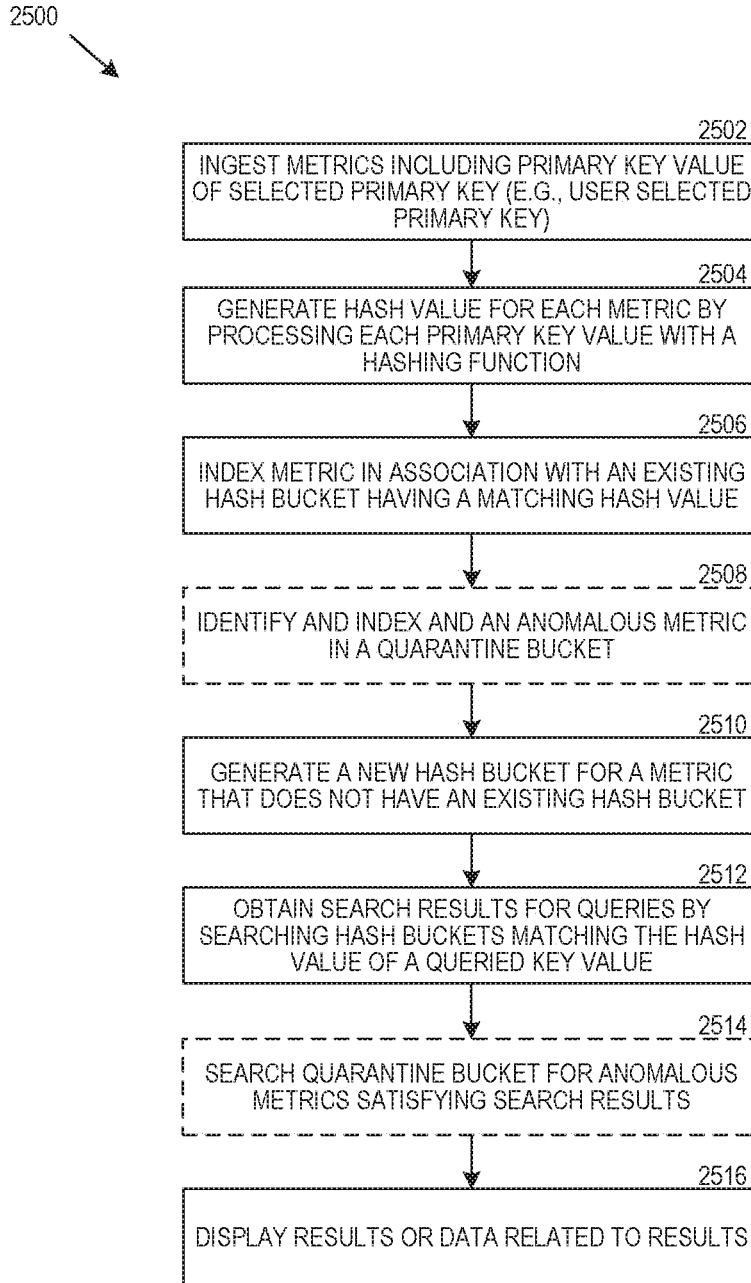 2500
2502
INGEST METRICS INCLUDING PRIMARY KEY VALUE
OF SELECTED PRIMARY KEY (E.G., USER SELECTED
PRIMARY KEY)
2504
GENERATE HASH VALUE FOR EACH METRIC BY
PROCESSING EACH PRIMARY KEY VALUE WITH A
HASHING FUNCTION
2506
INDEX METRIC IN ASSOCIATION WITH AN EXISTING
HASH BUCKET HAVING A MATCHING HASH VALUE
2508
IDENTIFY AND INDEX AND AN ANOMALOUS METRIC
IN A QUARANTINE BUCKET
2510
GENERATE A NEW HASH BUCKET FOR A METRIC
THAT DOES NOT HAVE AN EXISTING HASH BUCKET
2512
OBTAIN SEARCH RESULTS FOR QUERIES BY
SEARCHING HASH BUCKETS MATCHING THE HASH
VALUE OF A QUERIED KEY VALUE
2514
SEARCH QUARANTINE BUCKET FOR ANOMALOUS
METRICS SATISFYING SEARCH RESULTS
2516
DISPLAY RESULTS OR DATA RELATED TO RESULTS